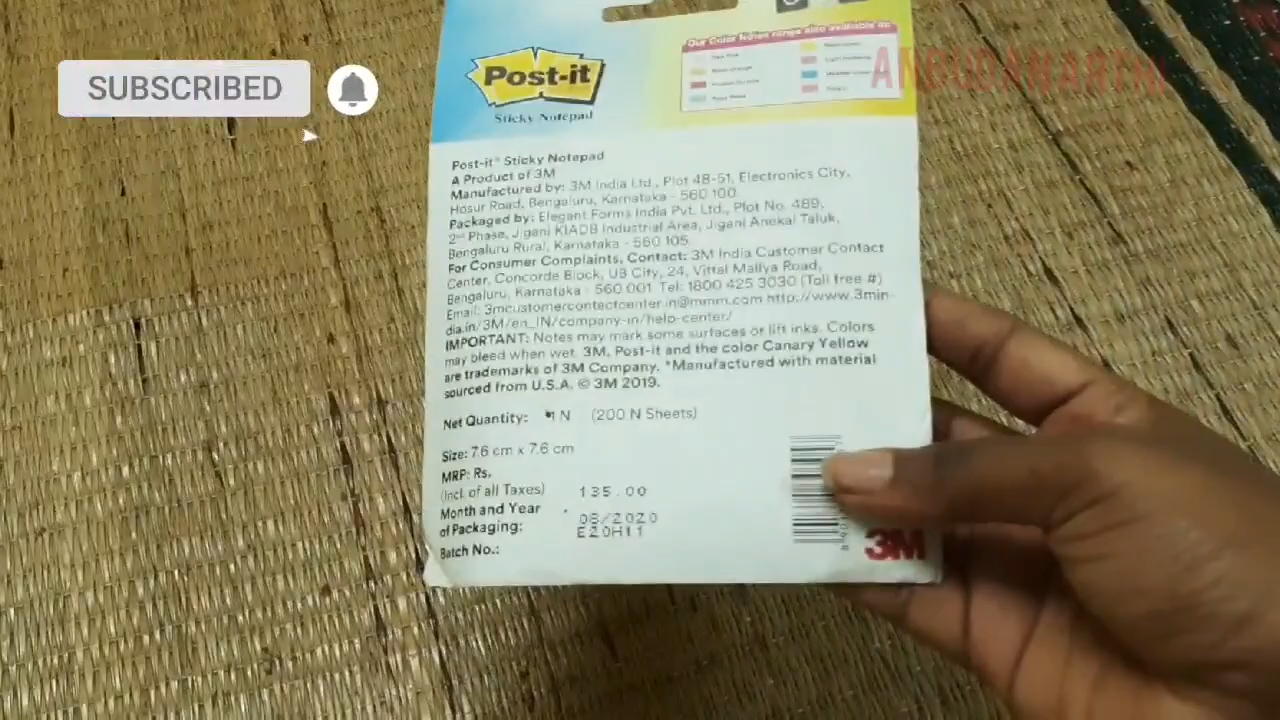 SUBSCRIBED
Our Color Notes range also available as:
Post-it
Sticky Notepad
Post-it® Sticky Notepad
A Product of 3M
Manufactured by: 3M India Ltd., Plot 48-51, Electronics City,
Hosur Road, Bengaluru, Karnataka - 560 100.
Packaged by: Elegant Forms India Pvt. Ltd., Plot No. 489,
2nd Phase, Jigani KIADB Industrial Area, Jigani Anekal Taluk,
Bengaluru Rural, Karnataka - 560 105.
For Consumer Complaints, Contact: 3M India Customer Contact
Center, Concorde Block, UB City, 24, Vittal Mallya Road,
Bengaluru, Karnataka - 560 001 Tel: 1800 425 3030 (Toll free #)
Email: 3mcustomercontactcenter.in@mmm.com http://www.3min-
dia.in/3M/en_IN/company-in/help-center/
IMPORTANT: Notes may mark some surfaces or lift inks. Colors
may bleed when wet. 3M, Post-it and the color Canary Yellow
are trademarks of 3M Company. *Manufactured with material
sourced from U.S.A. © 3M 2019.
Net Quantity: 1 N (200 N Sheets)
Size: 7.6 cm x 7.6 cm
MRP: Rs.
(Incl. of all Taxes) 135.00
Month and Year
of Packaging: 08/2020
E20H11
Batch No.:
3M